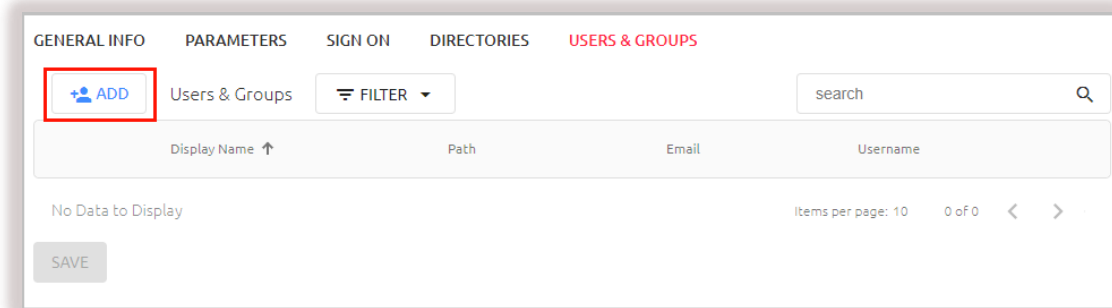 GENERAL INFO PARAMETERS SIGN ON DIRECTORIES USERS & GROUPS
ADD Users & Groups FILTER search
Display Name Path Email Username
No Data to Display Items per page: 10 0 of 0
SAVE